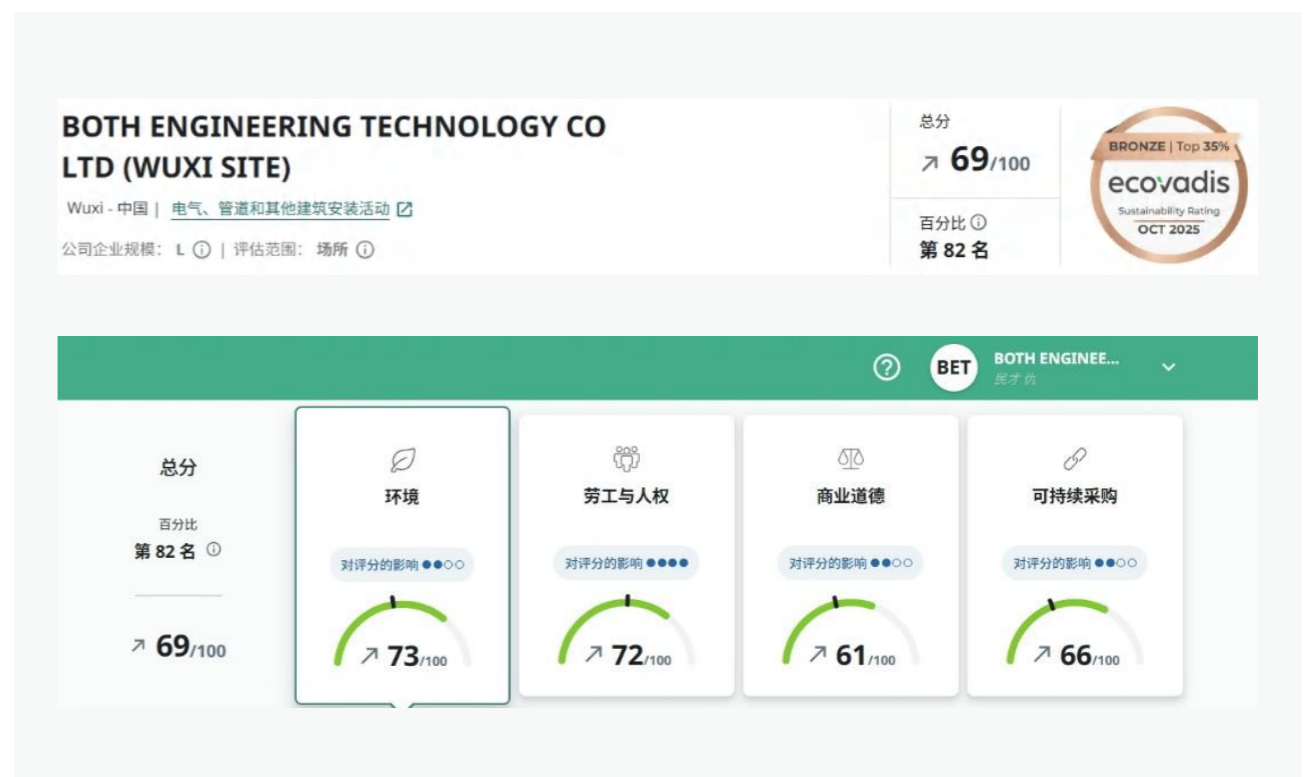 BOTH ENGINEERING TECHNOLOGY CO
LTD (WUXI SITE)
Wuxi - 中国 | 电气、管道和其他建筑安装活动
公司企业规模: L | 评估范围: 场所
总分
69/100
百分比
第 82 名
BRONZE | Top 35%
ecovadis
Sustainability Rating
OCT 2025
BET
BOTH ENGINEE...
民才 仇
总分
百分比
第 82 名
69/100
环境
对评分的影响
73/100
劳工与人权
对评分的影响
72/100
商业道德
对评分的影响
61/100
可持续采购
对评分的影响
66/100